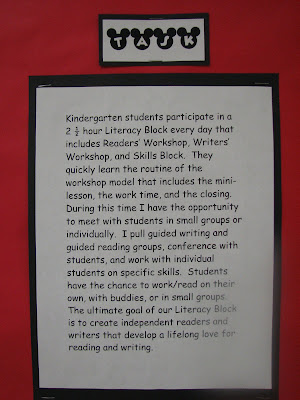 TASK
Kindergarten students participate in a
2 ½ hour Literacy Block every day that
includes Readers' Workshop, Writers'
Workshop, and Skills Block.  They
quickly learn the routine of the
workshop model that includes the mini-
lesson, the work time, and the closing.
During this time I have the opportunity
to meet with students in small groups or
individually.  I pull guided writing and
guided reading groups, conference with
students, and work with individual
students on specific skills.  Students
have the chance to work/read on their
own, with buddies, or in small groups.
The ultimate goal of our Literacy Block
is to create independent readers and
writers that develop a lifelong love for
reading and writing.